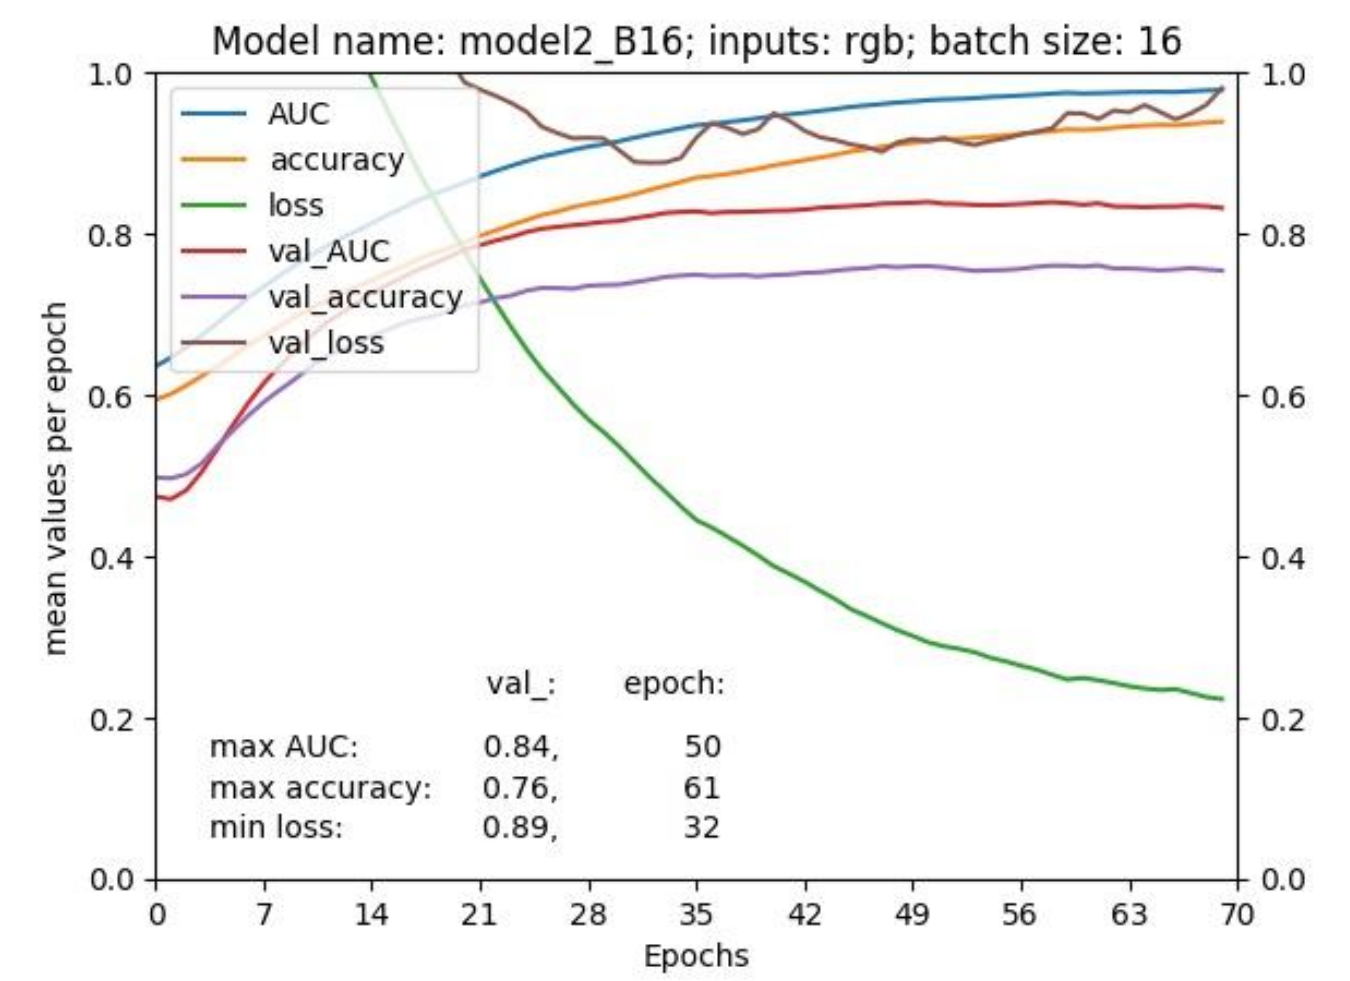 Model name: model2_B16; inputs: rgb; batch size: 16
1.0 1.0
AUC
accuracy
loss
val_AUC
val_accuracy
val_loss
0.8 0.8
0.6 0.6
0.4 0.4
0.2 0.2
0.0 0.0
mean values per epoch
val_: epoch:
max AUC: 0.84, 50
max accuracy: 0.76, 61
min loss: 0.89, 32
0 7 14 21 28 35 42 49 56 63 70
Epochs